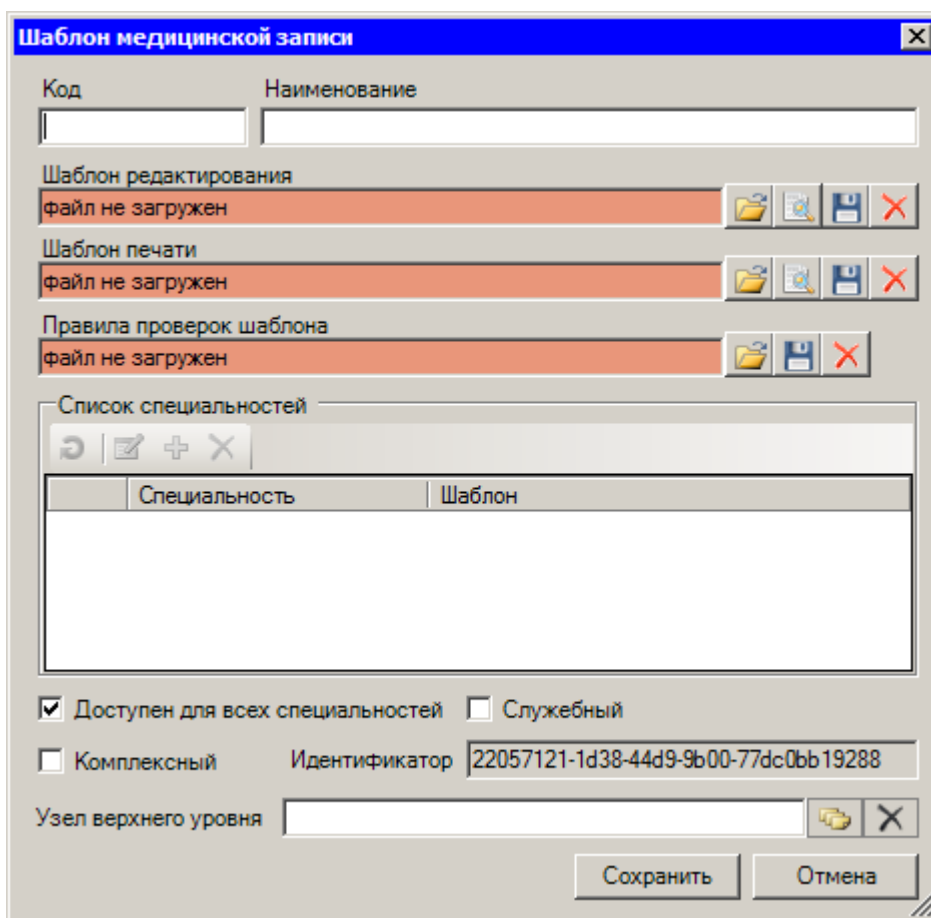 Шаблон медицинской записи
Код Наименование
Шаблон редактирования
файл не загружен
Шаблон печати
файл не загружен
Правила проверок шаблона
файл не загружен
Список специальностей
Специальность Шаблон
Доступен для всех специальностей Служебный
Комплексный Идентификатор 22057121-1d38-44d9-9b00-77dc0bb19288
Узел верхнего уровня
Сохранить Отмена